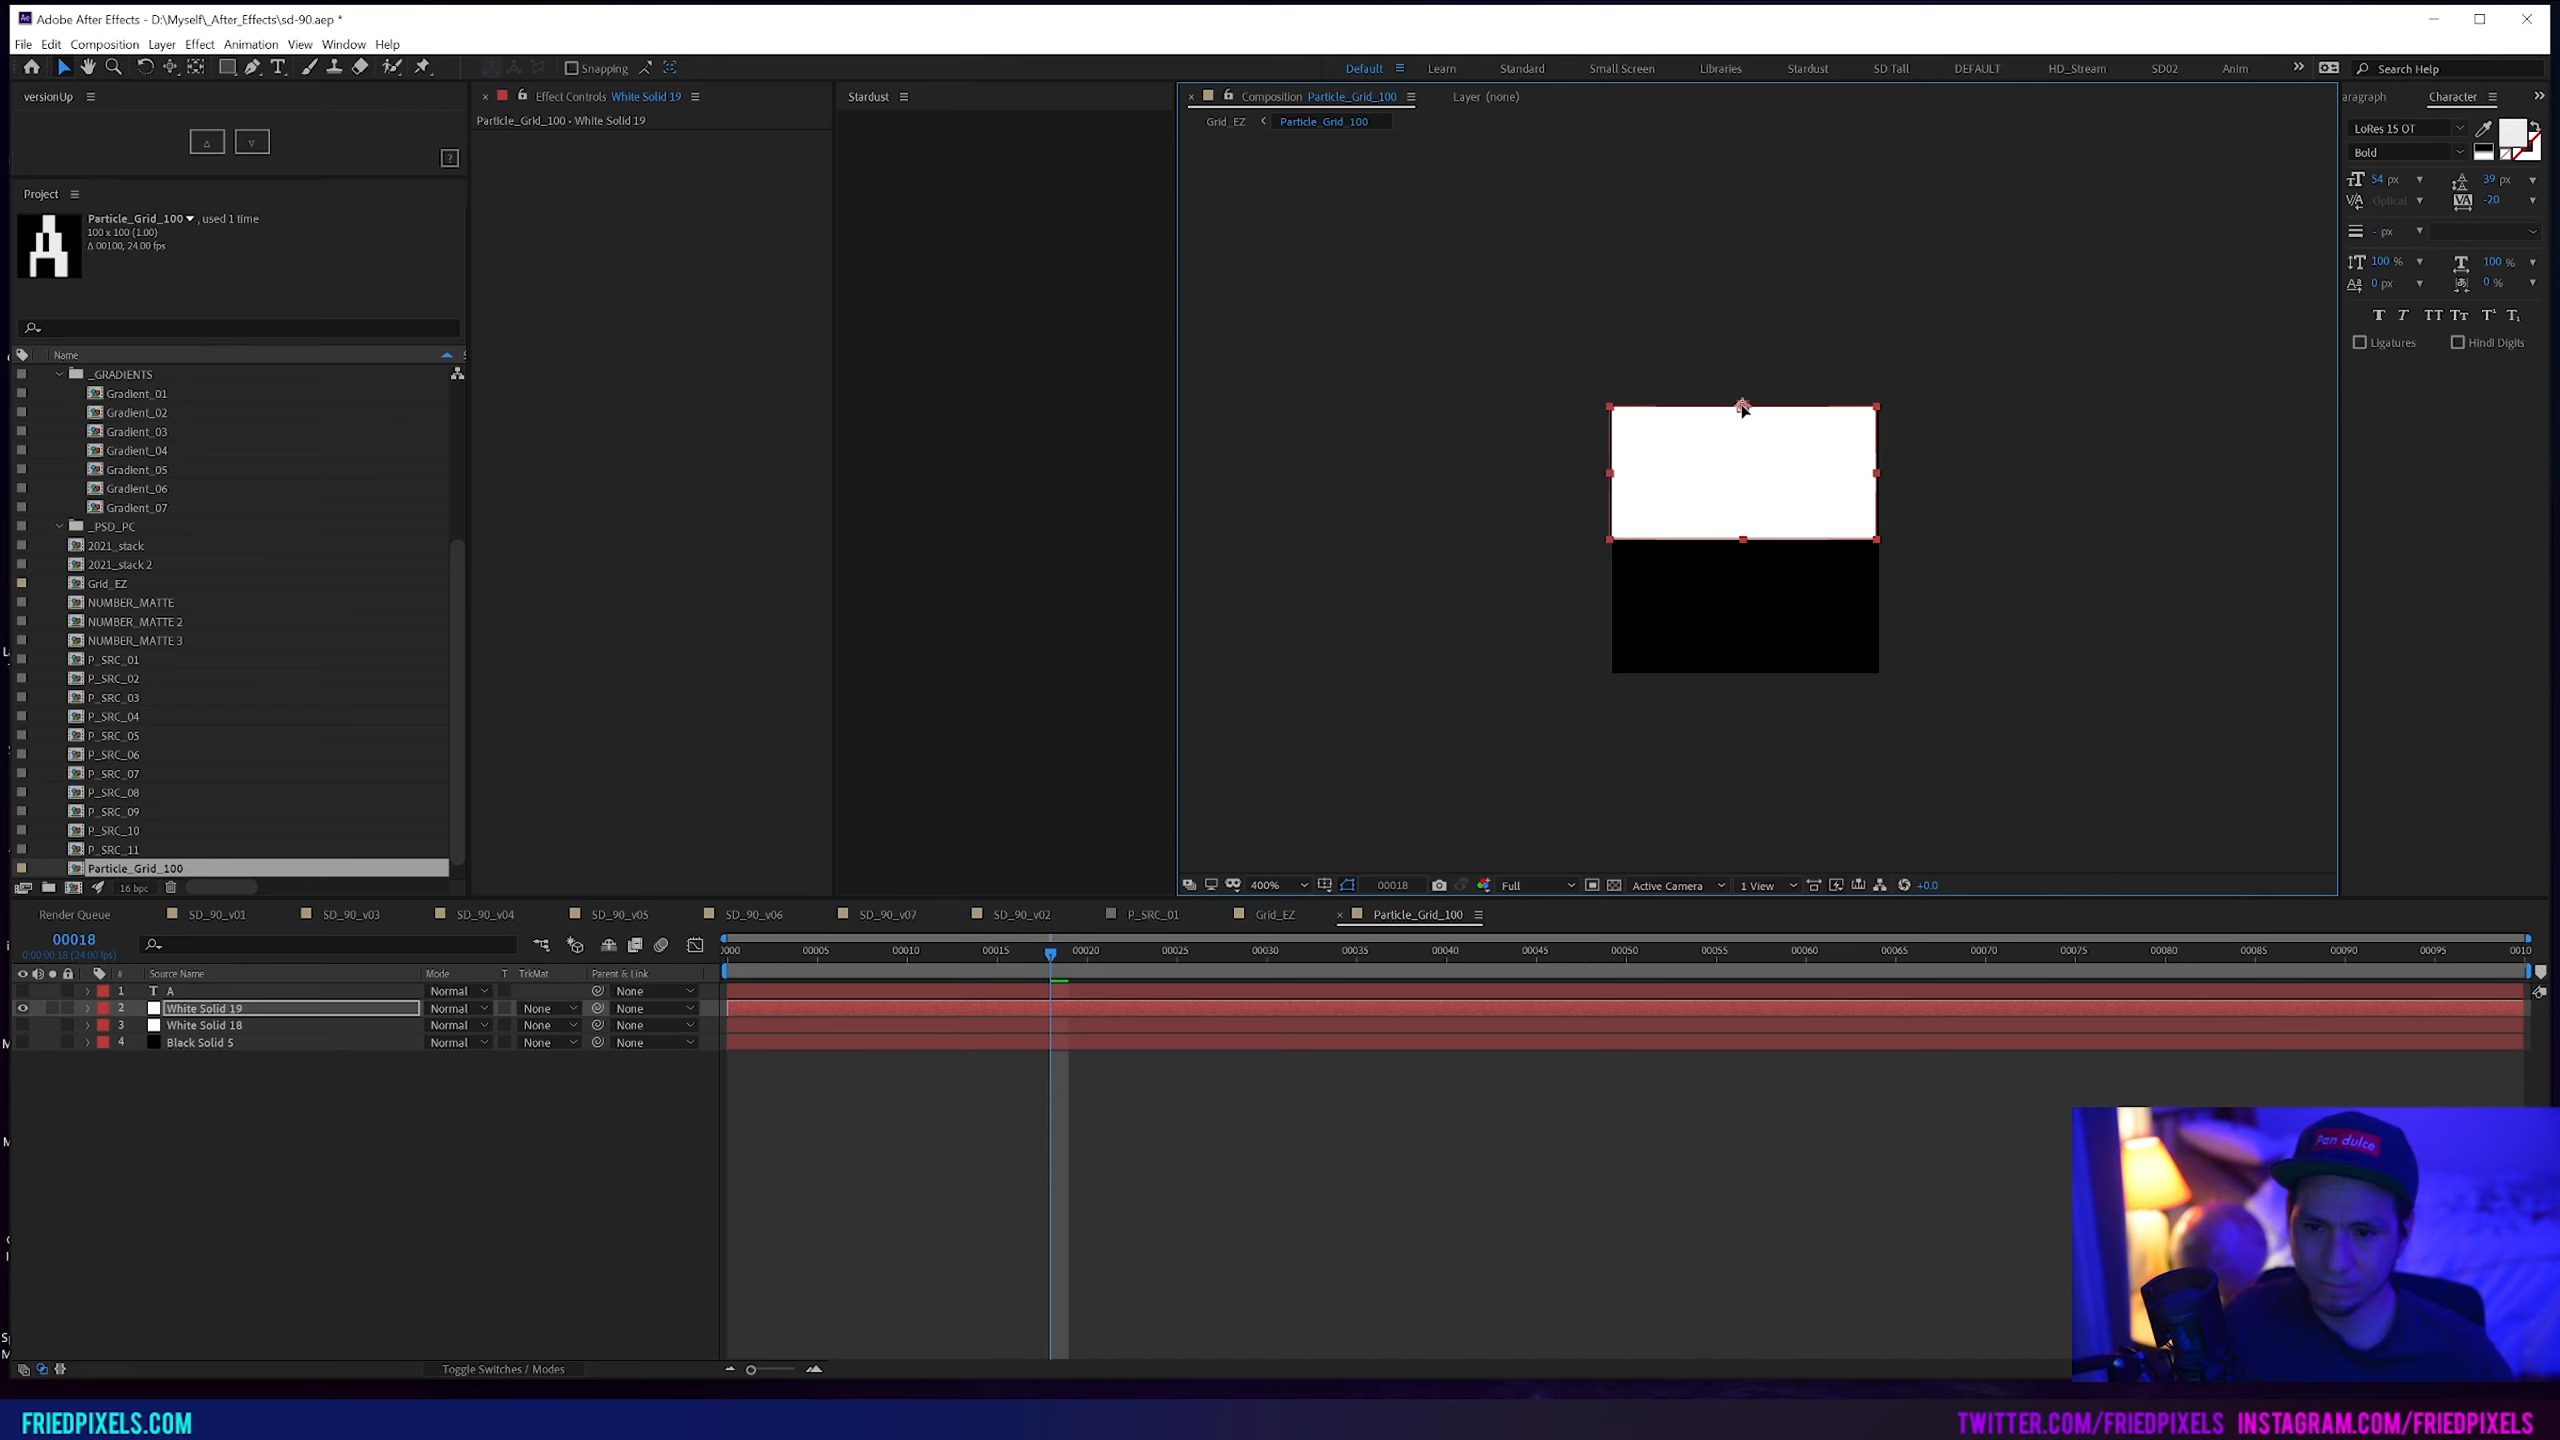 Adobe After Effects - D:\Myself\_After_Effects\sd-90.aep *
File Edit Composition Layer Effect Animation View Window Help
Snapping
Default Learn Standard Small Screen Libraries Stardust SD Tall DEFAULT HD_Stream SD02 Anim Search Help
versionUp
Effect Controls White Solid 19
Particle_Grid_100 • White Solid 19
Stardust
Composition Particle_Grid_100
Layer (none)
Grid_EZ Particle_Grid_100
aragraph Character
LoRes 15 OT
Bold
54 px 39 px
Optical -20
- px
100 % 100 %
0 px 0 %
Ligatures Hindi Digits
Project
Particle_Grid_100 , used 1 time
100 x 100 (1.00)
Δ 00100, 24.00 fps
Name
_GRADIENTS
Gradient_01
Gradient_02
Gradient_03
Gradient_04
Gradient_05
Gradient_06
Gradient_07
_PSD_PC
2021_stack
2021_stack 2
Grid_EZ
NUMBER_MATTE
NUMBER_MATTE 2
NUMBER_MATTE 3
P_SRC_01
P_SRC_02
P_SRC_03
P_SRC_04
P_SRC_05
P_SRC_06
P_SRC_07
P_SRC_08
P_SRC_09
P_SRC_10
P_SRC_11
Particle_Grid_100
16 bpc
400% 00018 Full Active Camera 1 View +0.0
Render Queue SD_90_v01 SD_90_v03 SD_90_v04 SD_90_v05 SD_90_v06 SD_90_v07 SD_90_v02 P_SRC_01 Grid_EZ Particle_Grid_100
00018
0:00:00:18 (24.00 fps)
0000 00005 00010 00015 00020 00025 00030 00035 00040 00045 00050 00055 00060 00065 00070 00075 00080 00085 00090 00095 0010
# Source Name Mode T TrkMat Parent & Link
1 T A Normal None
2 White Solid 19 Normal None None
3 White Solid 18 Normal None None
4 Black Solid 5 Normal None None
Toggle Switches / Modes
Pan dulce
FRIEDPIXELS.COM
TWITTER.COM/FRIEDPIXELS INSTAGRAM.COM/FRIEDPIXELS